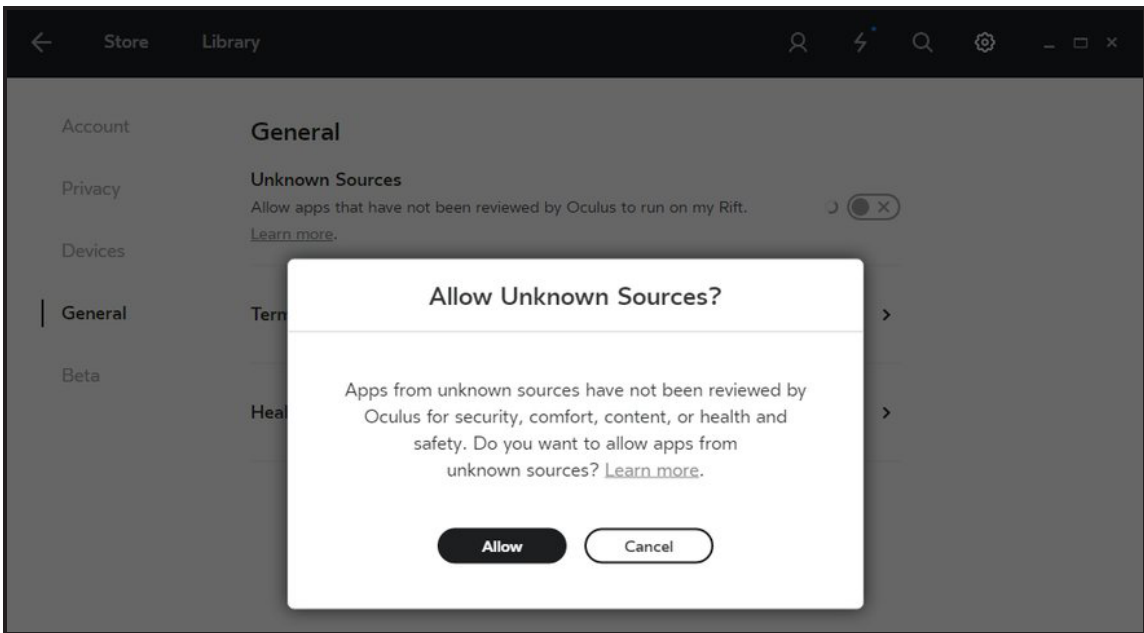 Store Library
Account
Privacy
Devices
General
Beta
General
Unknown Sources
Allow apps that have not been reviewed by Oculus to run on my Rift.
Learn more.
Allow Unknown Sources?
Apps from unknown sources have not been reviewed by
Oculus for security, comfort, content, or health and
safety. Do you want to allow apps from
unknown sources? Learn more.
Allow Cancel